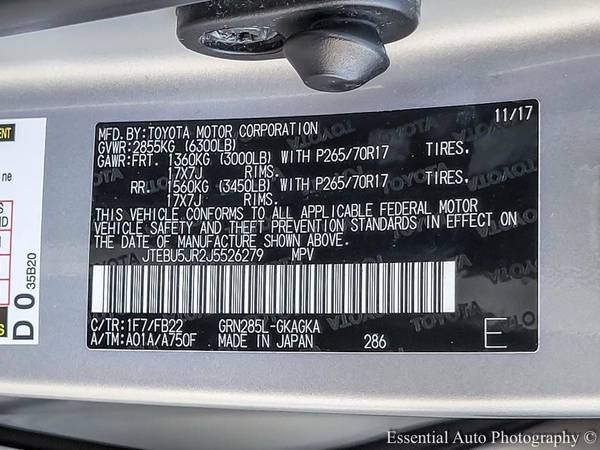 MFD.BY:TOYOTA MOTOR CORPORATION 11/17
GVWR:2855KG (6300LB)
GAWR:FRT. 1360KG (3000LB) WITH P265/70R17 TIRES.
17X7J RIMS.
RR. 1560KG (3450LB) WITH P265/70R17 TIRES.
17X7J RIMS.
THIS VEHICLE CONFORMS TO ALL APPLICABLE FEDERAL MOTOR
VEHICLE SAFETY AND THEFT PREVENTION STANDARDS IN EFFECT ON
THE DATE OF MANUFACTURE SHOWN ABOVE.
JTEBU5JR2J5526279 MPV
C/TR:1F7/FB22 GRN285L-GKAGKA
A/TM:A01A/A750F MADE IN JAPAN 286 E
D 0 35B20
Essential Auto Photography ©